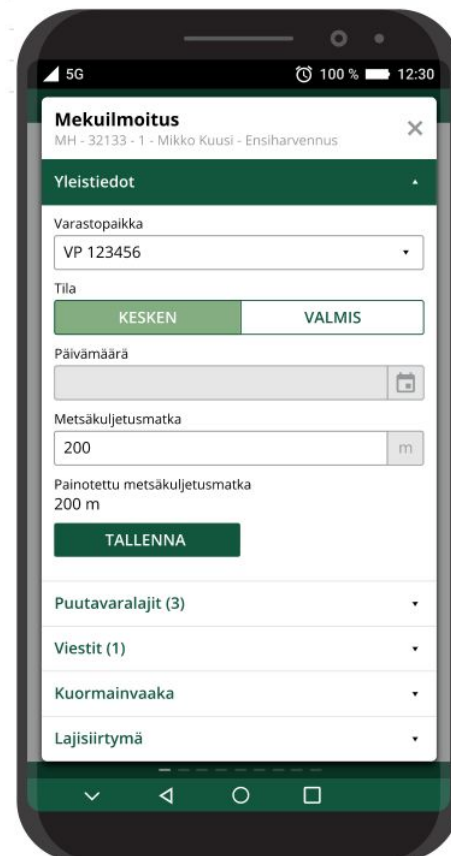 5G 100 % 12:30
Mekuilmoitus
MH - 32133 - 1 - Mikko Kuusi - Ensiharvennus
Yleistiedot
Varastopaikka
VP 123456
Tila
KESKEN VALMIS
Päivämäärä
Metsäkuljetusmatka
200 m
Painotettu metsäkuljetusmatka
200 m
TALLENNA
Puutavaralajit (3)
Viestit (1)
Kuormainvaaka
Lajisiirtymä